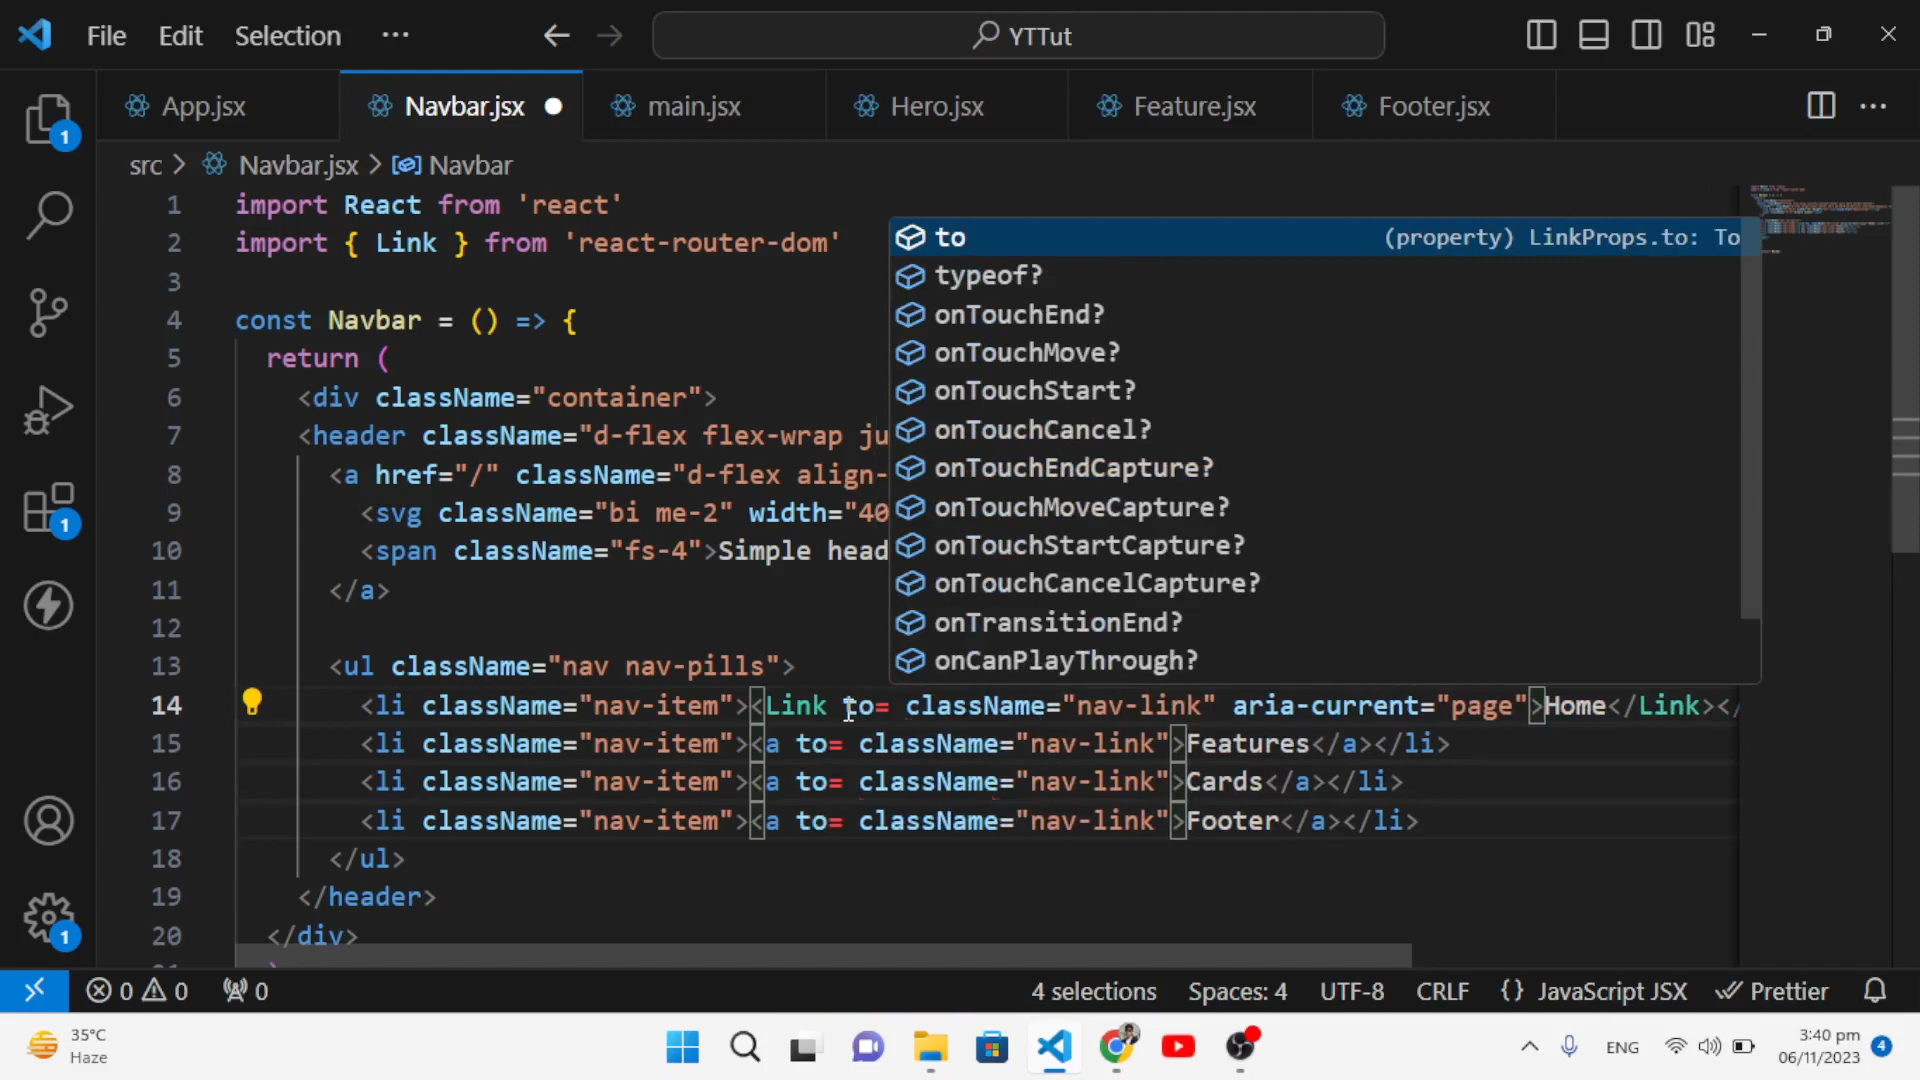 File Edit Selection ··· YTTut
App.jsx Navbar.jsx main.jsx Hero.jsx Feature.jsx Footer.jsx ···
src > Navbar.jsx > Navbar
1 import React from 'react'
2 import { Link } from 'react-router-dom'
3
4 const Navbar = () => {
5 return (
6 <div className="container">
7 <header className="d-flex flex-wrap ju
8 <a href="/" className="d-flex align-
9 <svg className="bi me-2" width="40
10 <span className="fs-4">Simple head
11 </a>
12
13 <ul className="nav nav-pills">
14 <li className="nav-item"><Link to= className="nav-link" aria-current="page">Home</Link></
15 <li className="nav-item"><a to= className="nav-link">Features</a></li>
16 <li className="nav-item"><a to= className="nav-link">Cards</a></li>
17 <li className="nav-item"><a to= className="nav-link">Footer</a></li>
18 </ul>
19 </header>
20 </div>
to (property) LinkProps.to: To
typeof?
onTouchEnd?
onTouchMove?
onTouchStart?
onTouchCancel?
onTouchEndCapture?
onTouchMoveCapture?
onTouchStartCapture?
onTouchCancelCapture?
onTransitionEnd?
onCanPlayThrough?
1
1
1
0 0 0 4 selections Spaces: 4 UTF-8 CRLF {} JavaScript JSX Prettier
35°C
Haze
ENG
3:40 pm
06/11/2023
4